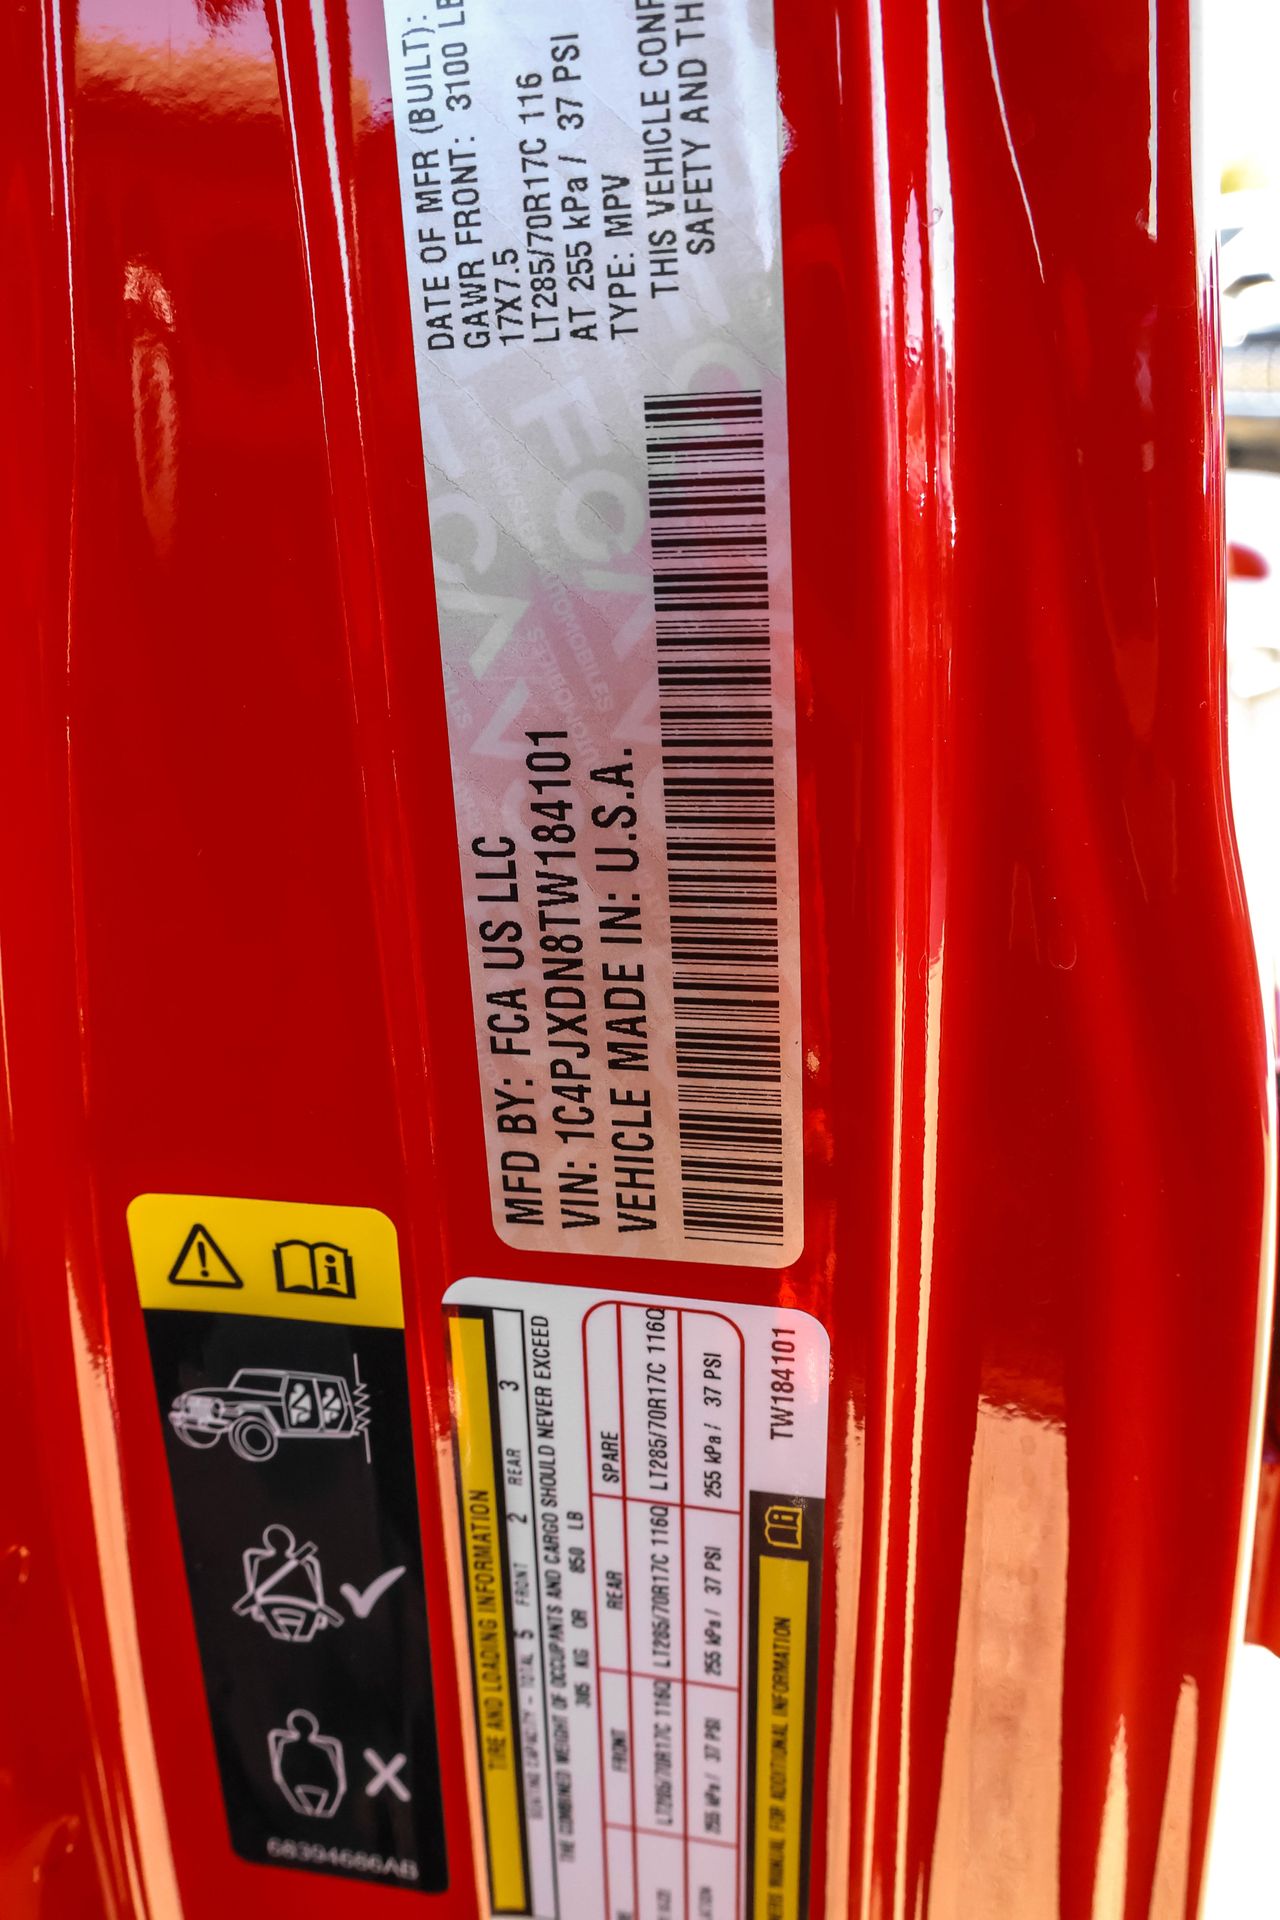 MFD BY: FCA US LLC
VIN: 1C4PJXDN8TW184101
VEHICLE MADE IN: U.S.A.
DATE OF MFR (BUILT):
GAWR FRONT: 3100 LB
17X7.5
LT285/70R17C 116
AT 255 kPa / 37 PSI
TYPE: MPV
THIS VEHICLE CONF
SAFETY AND TH
TIRE AND LOADING INFORMATION
SEATING CAPACITY - TOTAL 5 FRONT 2 REAR 3
THE COMBINED WEIGHT OF OCCUPANTS AND CARGO SHOULD NEVER EXCEED
385 KG OR 850 LB
FRONT REAR SPARE
LT285/70R17C 116Q LT285/70R17C 116Q LT285/70R17C 116Q
255 kPa / 37 PSI 255 kPa / 37 PSI 255 kPa / 37 PSI
MANUAL FOR ADDITIONAL INFORMATION
TW184101
68394686AB